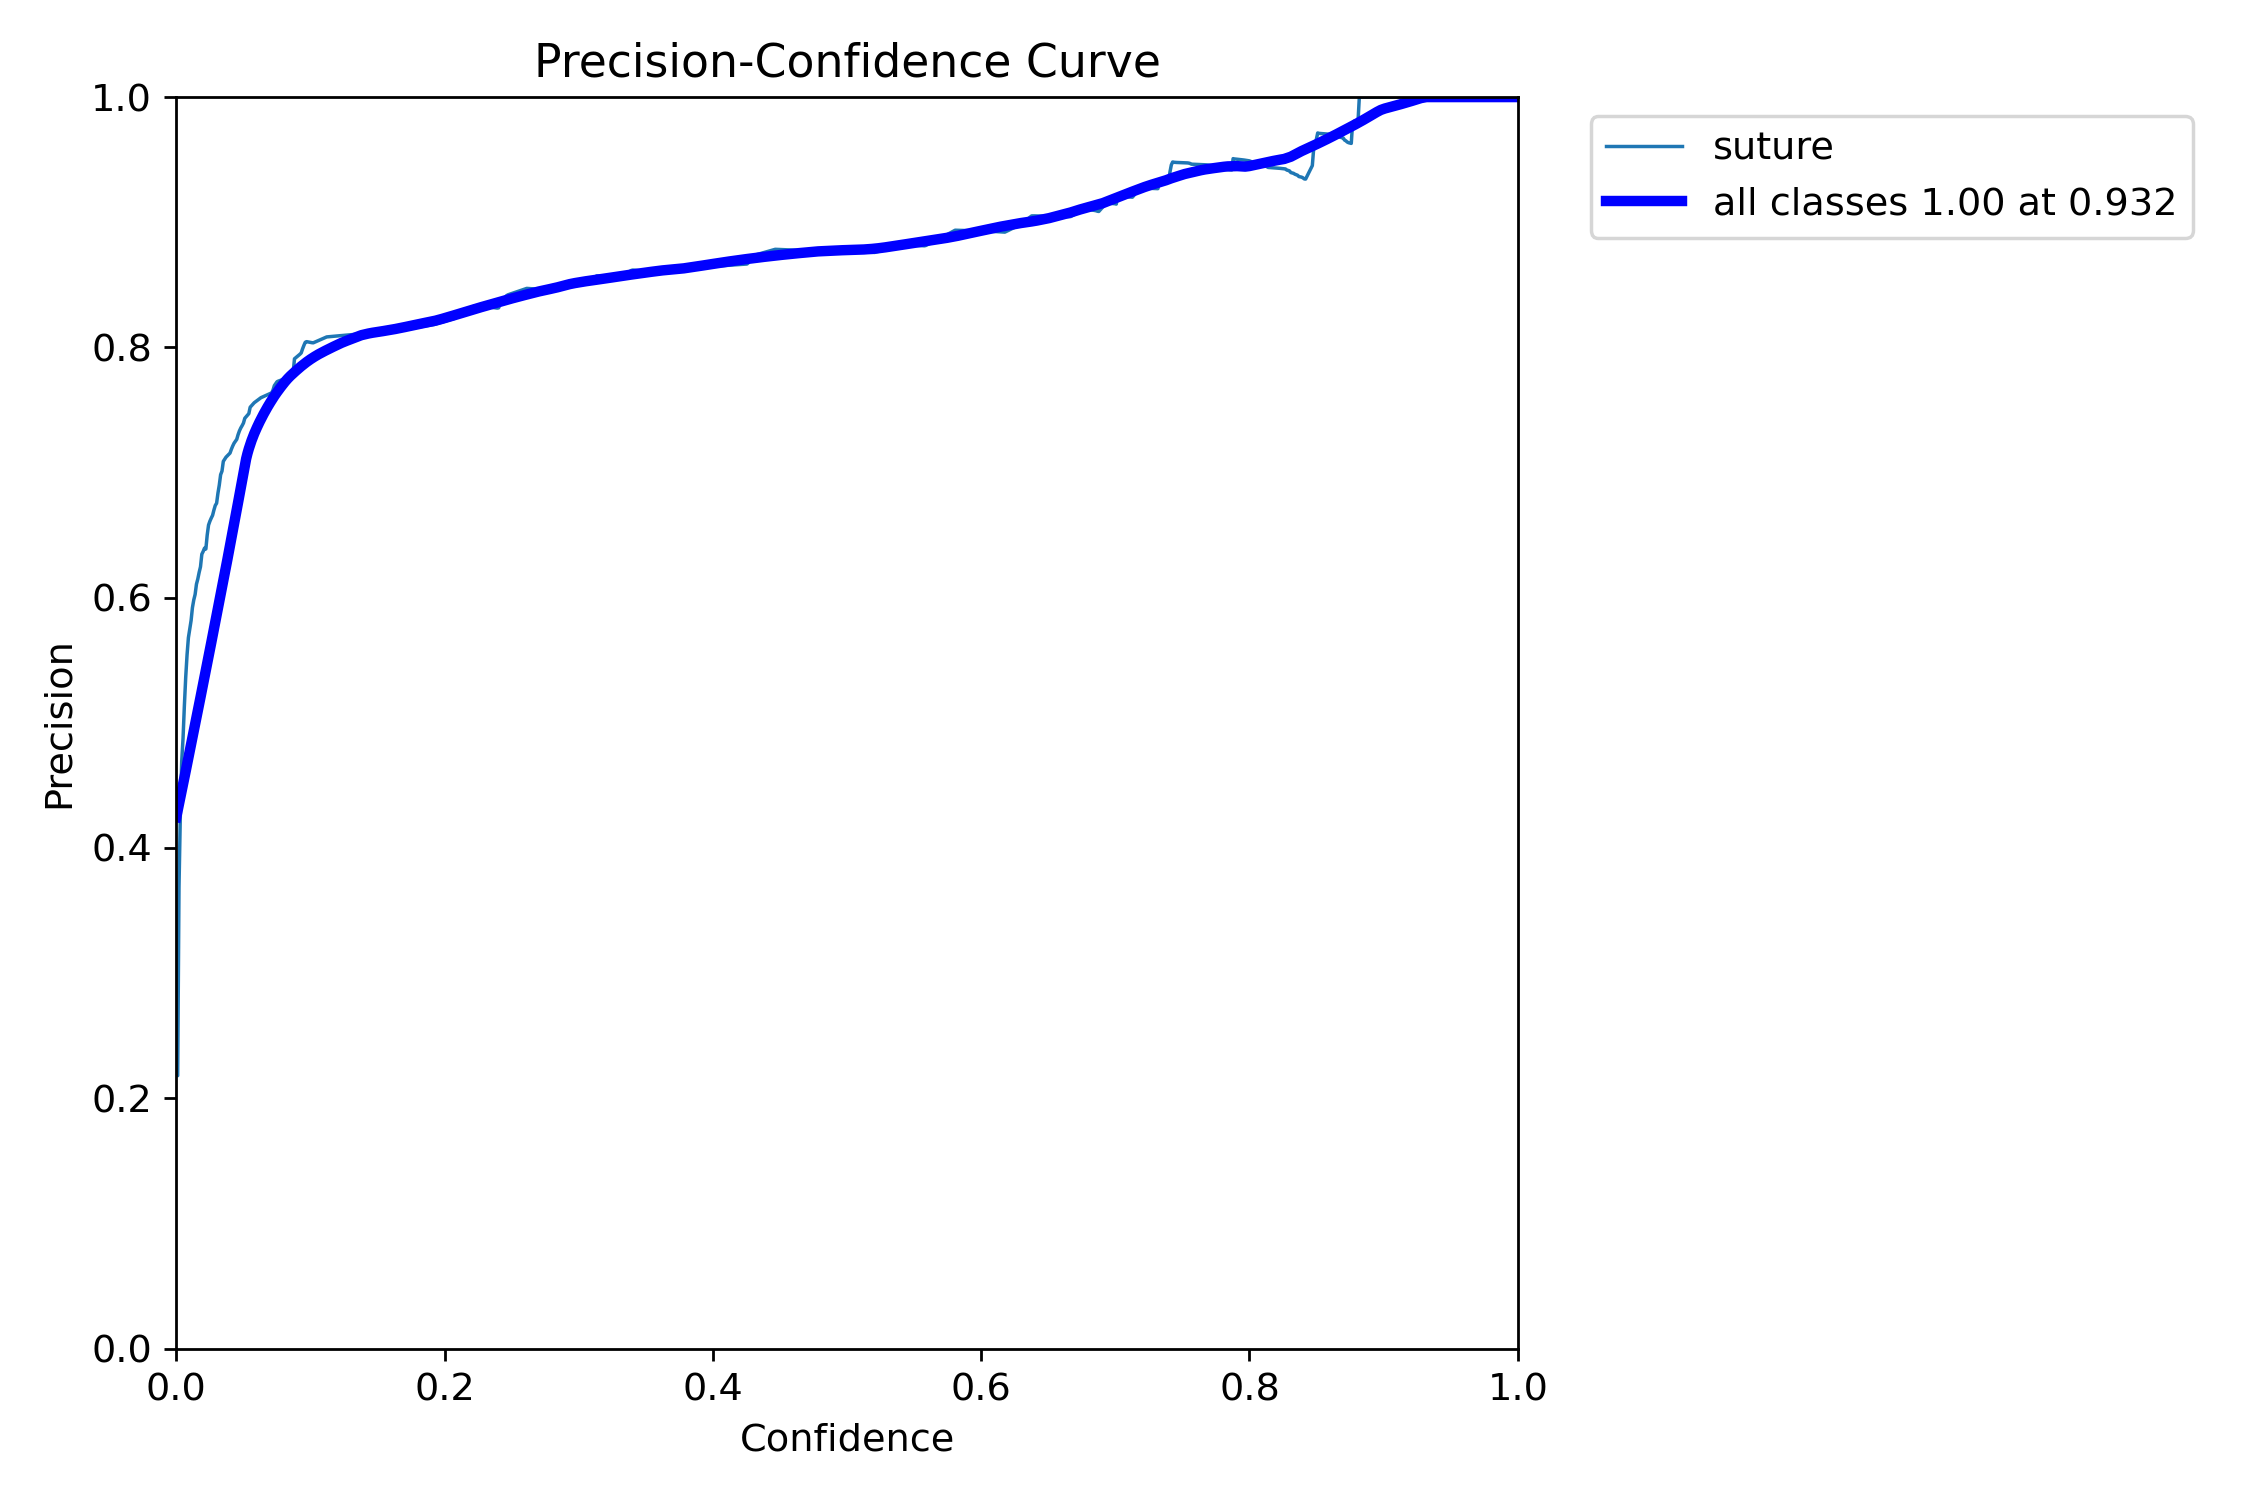 Precision-Confidence Curve
1.0
0.8
0.6
0.4
0.2
0.0
Precision
0.0 0.2 0.4 0.6 0.8 1.0
Confidence
suture
all classes 1.00 at 0.932